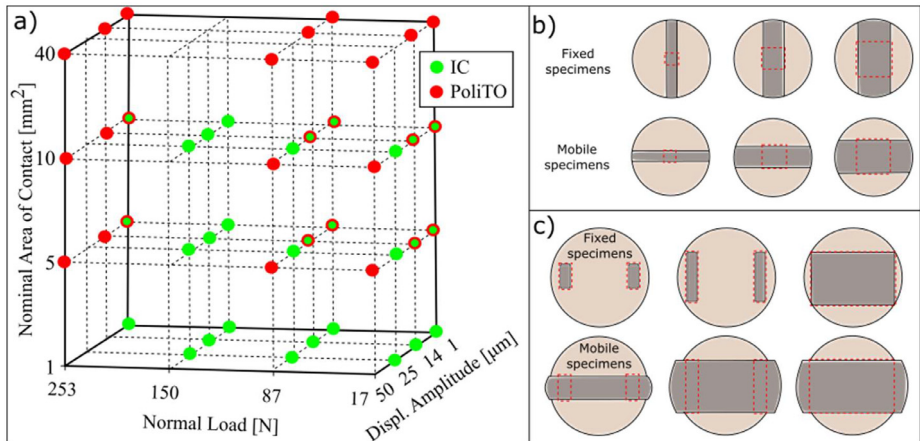 a)
IC
PoliTO
Nominal Area of Contact [mm²]
40
10
5
1
253
150
87
17
Normal Load [N]
50
25
14
1
Displ. Amplitude [µm]
b)
Fixed
specimens
Mobile
specimens
c)
Fixed
specimens
Mobile
specimens